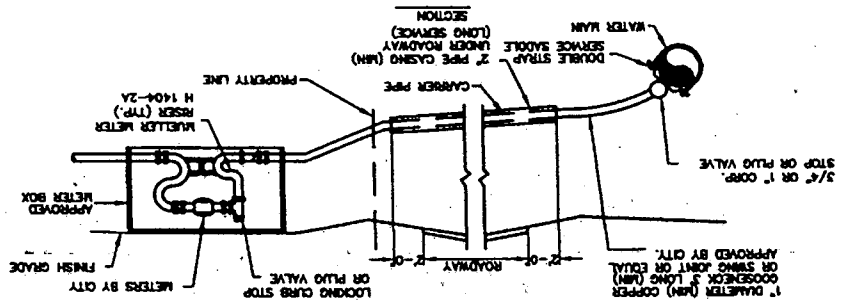 1" DIAMETER (MIN) COPPER
GOOSENECK 3' LONG (MIN)
OR SWING JOINT OR EQUAL
APPROVED BY CITY.
LOCKING CURB STOP
OR PLUG VALVE
METERS BY CITY
FINISH GRADE
2'-0"
ROADWAY
2'-0"
APPROVED
METER BOX
3/4" OR 1" CORP.
STOP OR PLUG VALVE
MUELLER METER
RISER (TYP.)
H 1404-2A
PROPERTY LINE
CARRIER PIPE
2" PIPE CASING (MIN)
UNDER ROADWAY
(LONG SERVICE)
DOUBLE STRAP
SERVICE SADDLE
WATER MAIN
SECTION